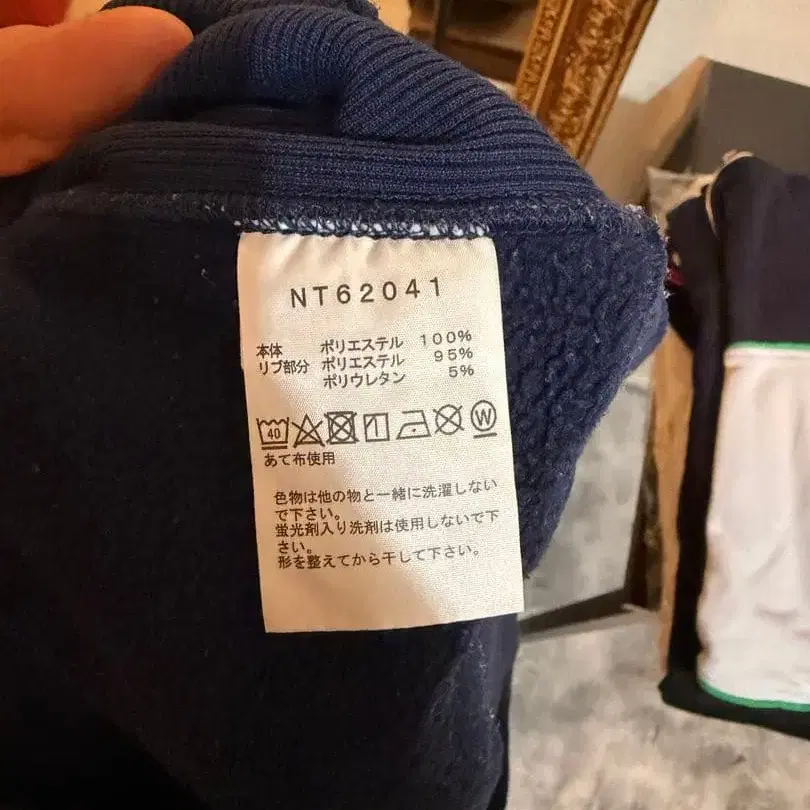 NT62041
本体 ポリエステル 100%
リブ部分 ポリエステル 95%
ポリウレタン 5%
40 W
あて布使用
色物は他の物と一緒に洗濯しない
で下さい。
蛍光剤入り洗剤は使用しないで下
さい。
形を整えてから干して下さい。